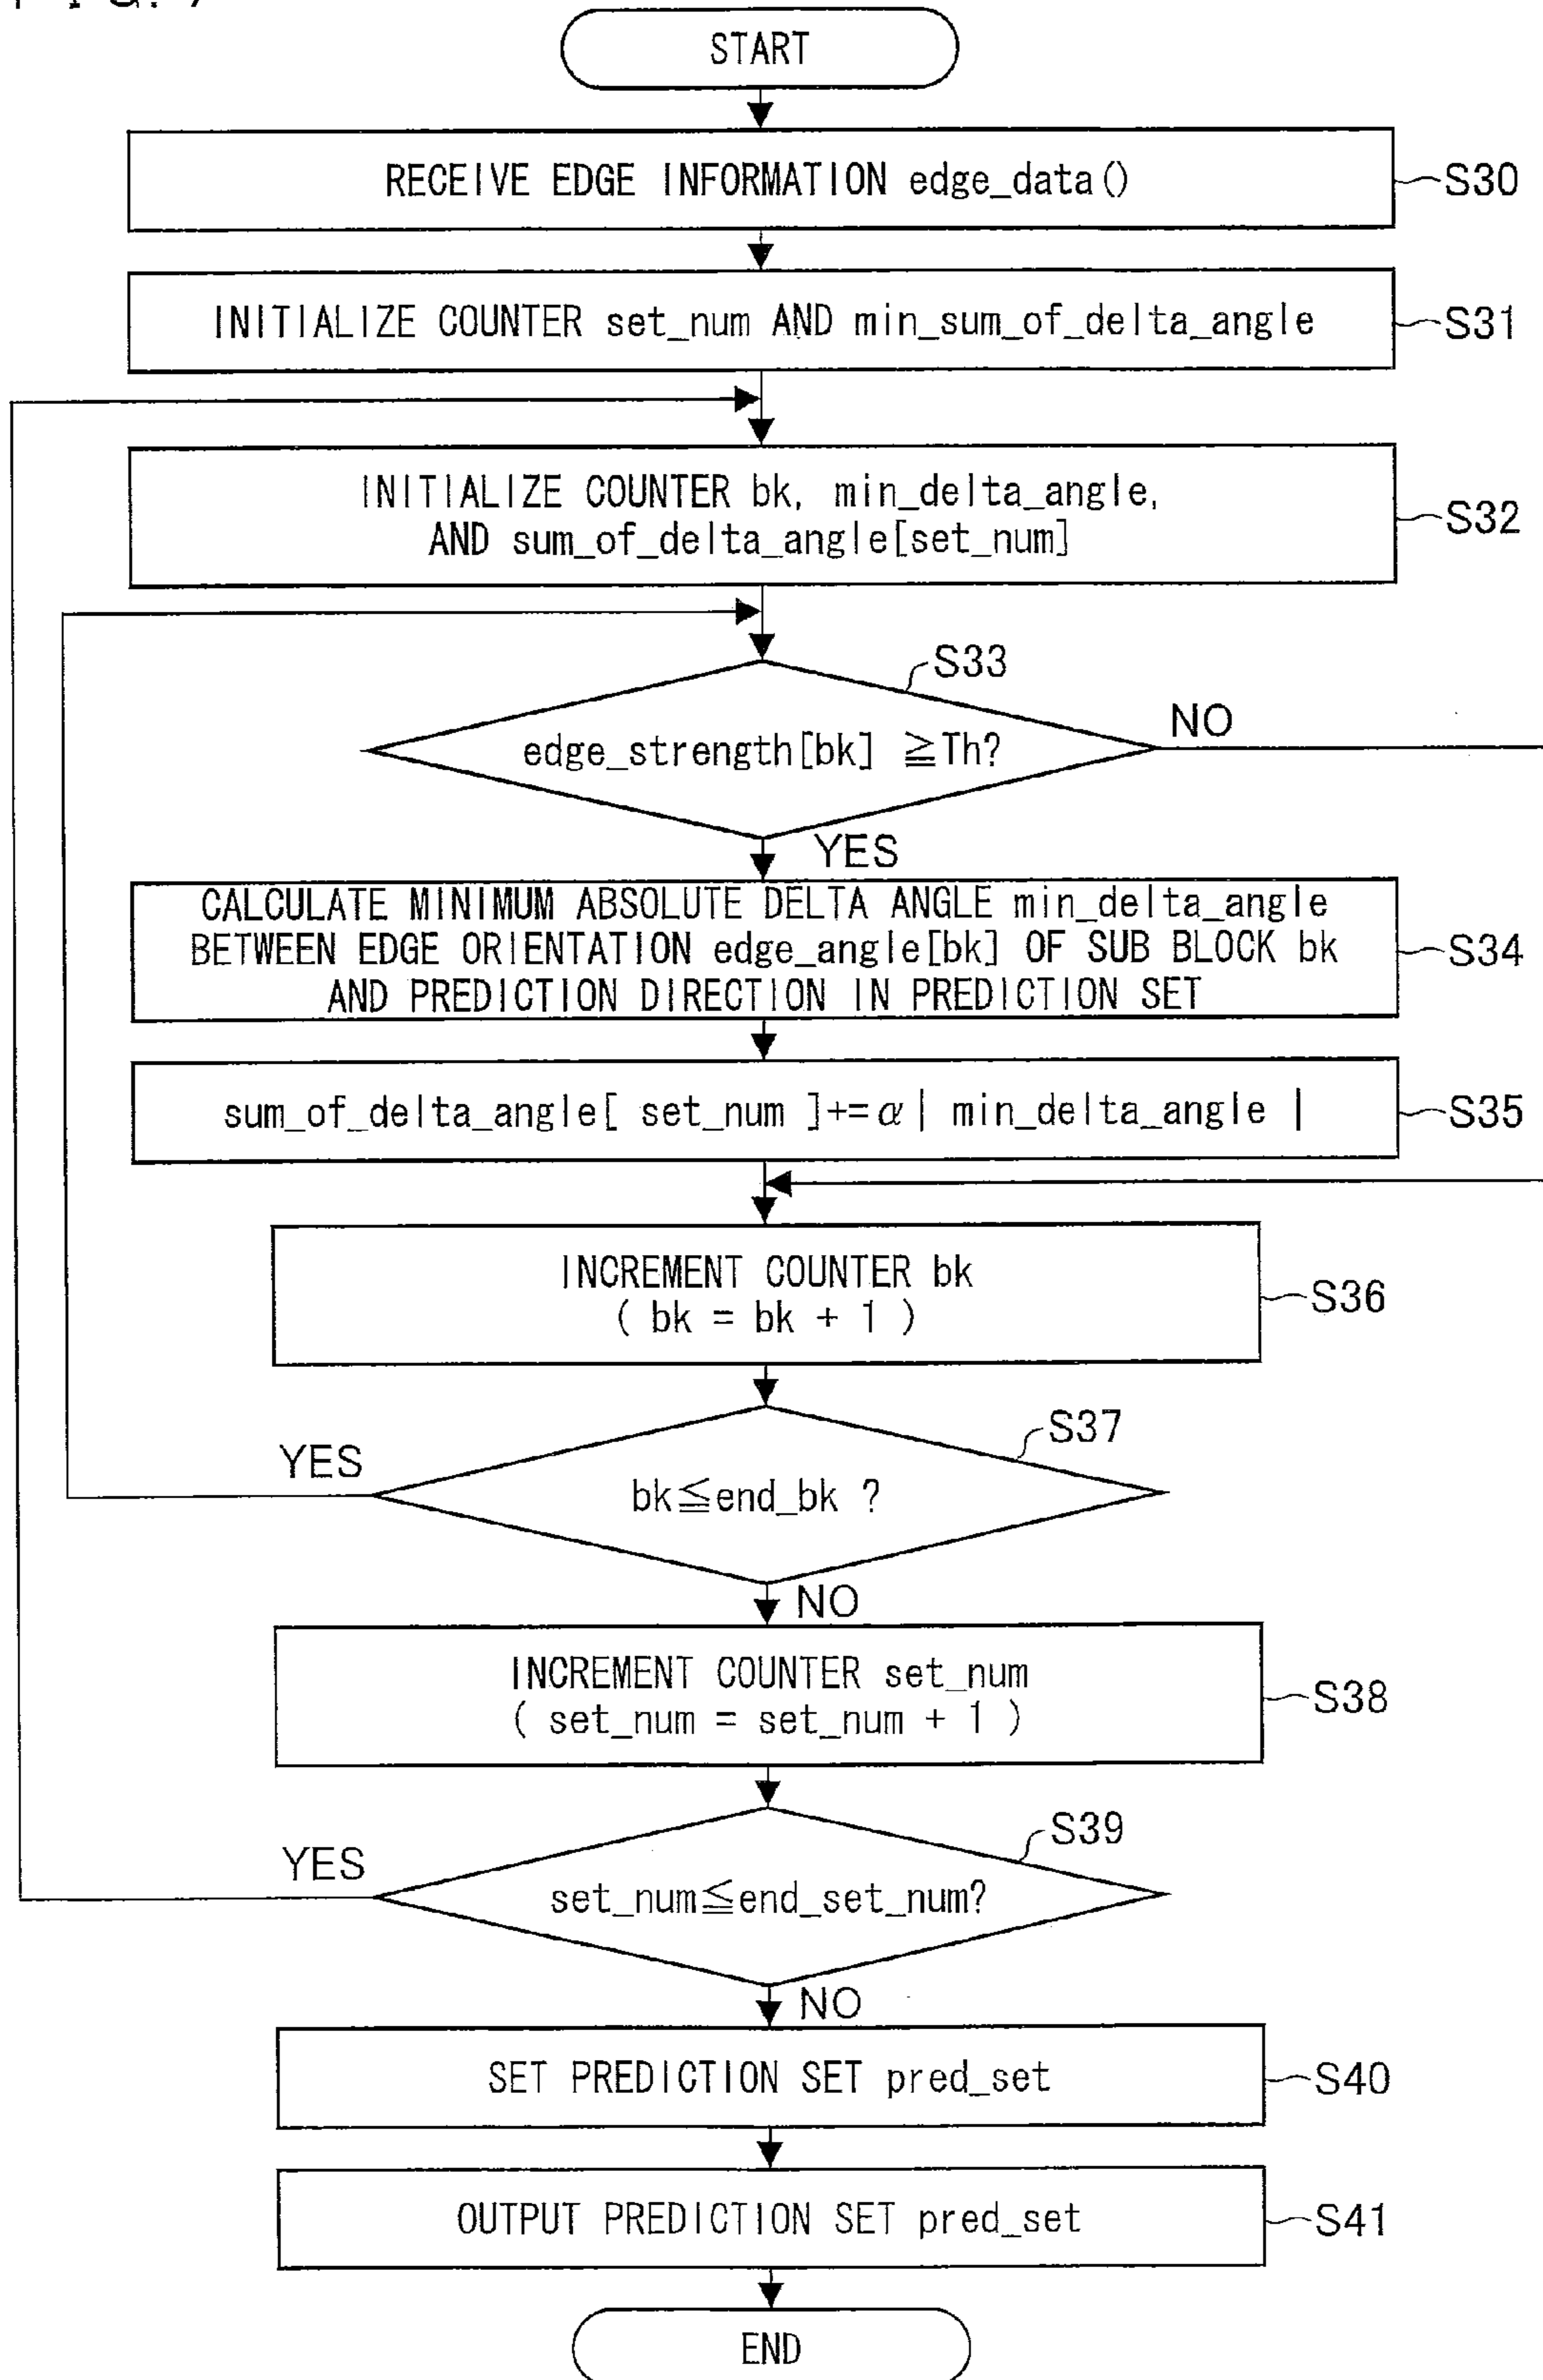 START
RECEIVE EDGE INFORMATION edge_data()
S30
INITIALIZE COUNTER set_num AND min_sum_of_delta_angle
S31
INITIALIZE COUNTER bk, min_delta_angle,
AND sum_of_delta_angle[set_num]
S32
S33
edge_strength[bk] ≧Th?
NO
YES
CALCULATE MINIMUM ABSOLUTE DELTA ANGLE min_delta_angle
BETWEEN EDGE ORIENTATION edge_angle[bk] OF SUB BLOCK bk
AND PREDICTION DIRECTION IN PREDICTION SET
S34
sum_of_delta_angle[ set_num ]+=α| min_delta_angle |
S35
INCREMENT COUNTER bk
( bk = bk + 1 )
S36
S37
YES
bk≦end_bk ?
NO
INCREMENT COUNTER set_num
( set_num = set_num + 1 )
S38
S39
YES
set_num≦end_set_num?
NO
SET PREDICTION SET pred_set
S40
OUTPUT PREDICTION SET pred_set
S41
END